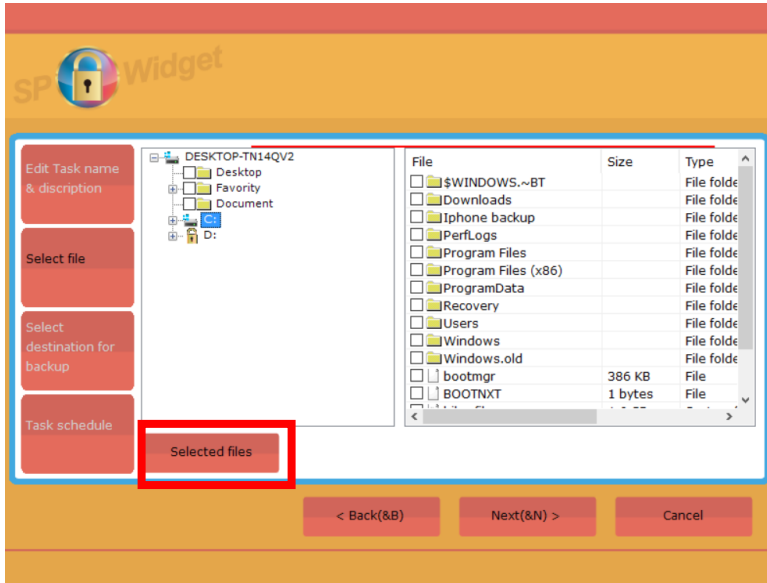 SP Widget
Edit Task name
& discription
Select file
Select
destination for
backup
Task schedule
DESKTOP-TN14QV2
Desktop
Favority
Document
C:
D:
File Size Type
$WINDOWS.~BT File folde
Downloads File folde
Iphone backup File folde
PerfLogs File folde
Program Files File folde
Program Files (x86) File folde
ProgramData File folde
Recovery File folde
Users File folde
Windows File folde
Windows.old File folde
bootmgr 386 KB File
BOOTNXT 1 bytes File
Selected files
< Back(&B) Next(&N) > Cancel